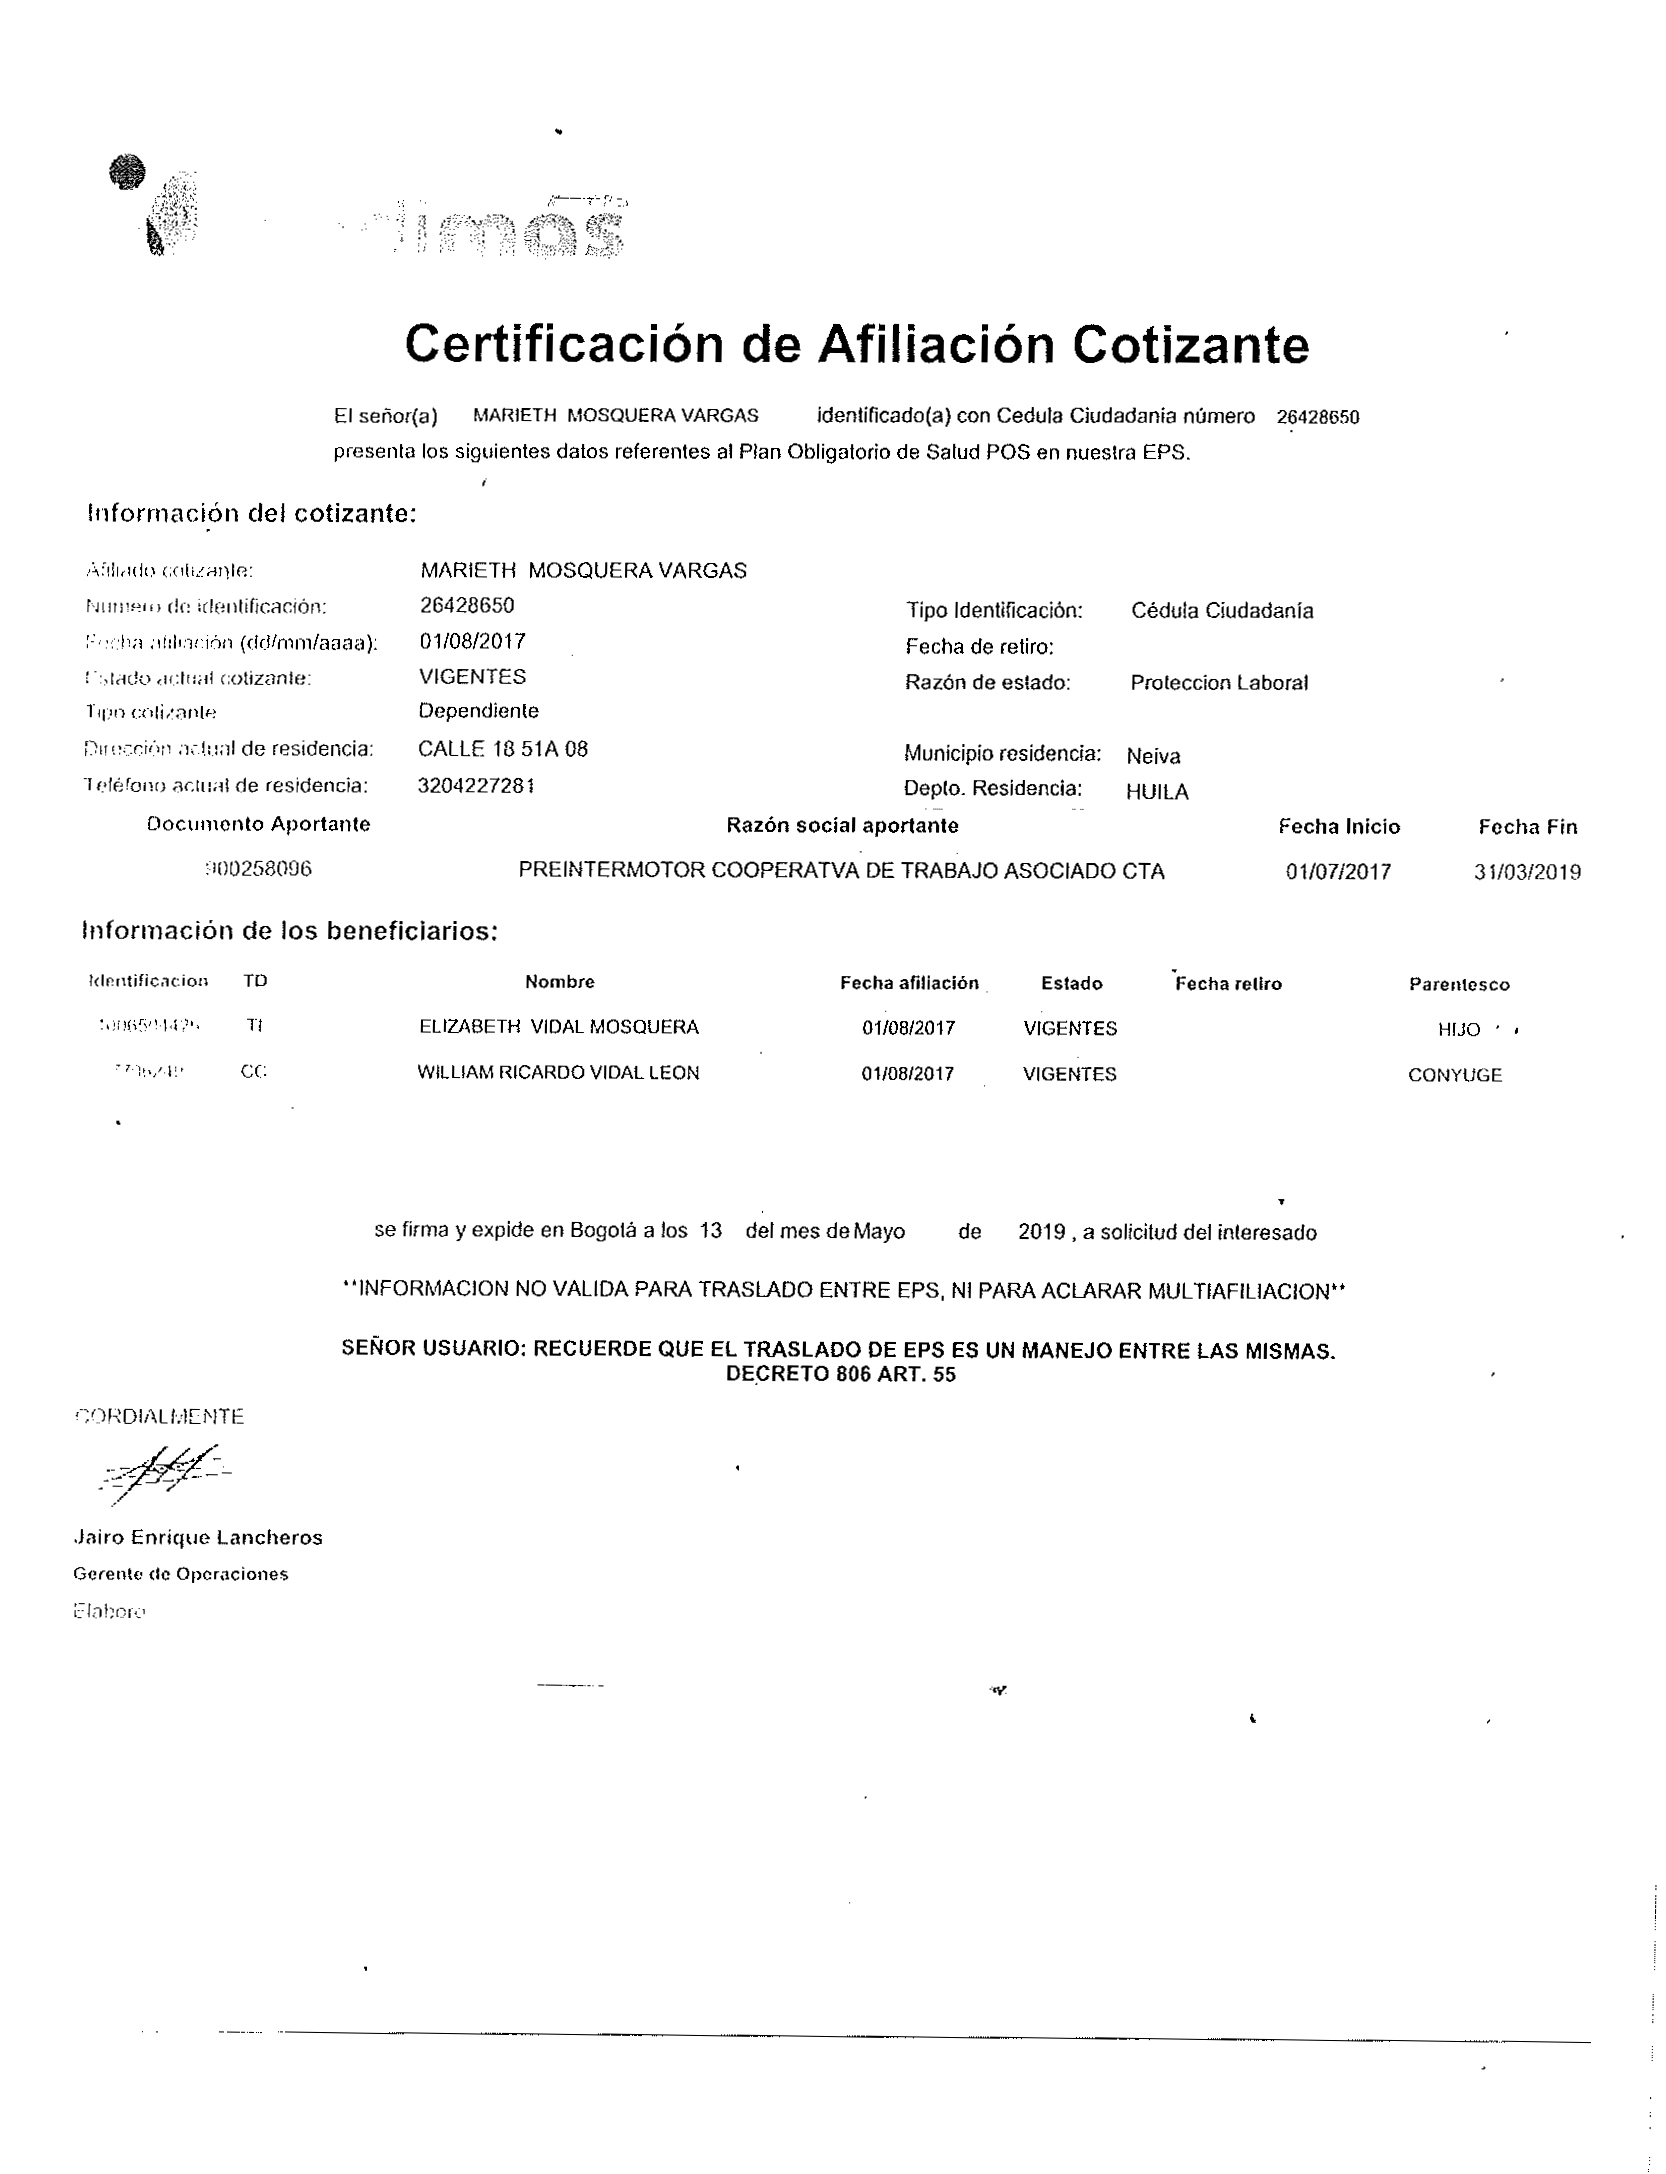 Certificación de Afiliación Cotizante
El señor(a) MARIETH MOSQUERA VARGAS identificado(a) con Cedula Ciudadania número 26428650
presenta los siguientes datos referentes al Plan Obligatorio de Salud POS en nuestra EPS.
Información del cotizante:
Afiliado cotizante: MARIETH MOSQUERA VARGAS
Numero de identificación: 26428650 Tipo Identificación: Cédula Ciudadanía
Fecha afiliación (dd/mm/aaaa): 01/08/2017 Fecha de retiro:
Estado actual cotizante: VIGENTES Razón de estado: Proteccion Laboral
Tipo cotizante Dependiente
Dirección actual de residencia: CALLE 18 51A 08 Municipio residencia: Neiva
Teléfono actual de residencia: 3204227281 Depto. Residencia: HUILA
Documento Aportante Razón social aportante Fecha Inicio Fecha Fin
900258096 PREINTERMOTOR COOPERATVA DE TRABAJO ASOCIADO CTA 01/07/2017 31/03/2019
Información de los beneficiarios:
Identificacion TD Nombre Fecha afiliación Estado Fecha retiro Parentesco
TI ELIZABETH VIDAL MOSQUERA 01/08/2017 VIGENTES HIJO
CC WILLIAM RICARDO VIDAL LEON 01/08/2017 VIGENTES CONYUGE
se firma y expide en Bogotá a los 13 del mes de Mayo de 2019 , a solicitud del interesado
**INFORMACION NO VALIDA PARA TRASLADO ENTRE EPS, NI PARA ACLARAR MULTIAFILIACION**
SEÑOR USUARIO: RECUERDE QUE EL TRASLADO DE EPS ES UN MANEJO ENTRE LAS MISMAS.
DECRETO 806 ART. 55
CORDIALMENTE
Jairo Enrique Lancheros
Gerente de Operaciones
Elaboro